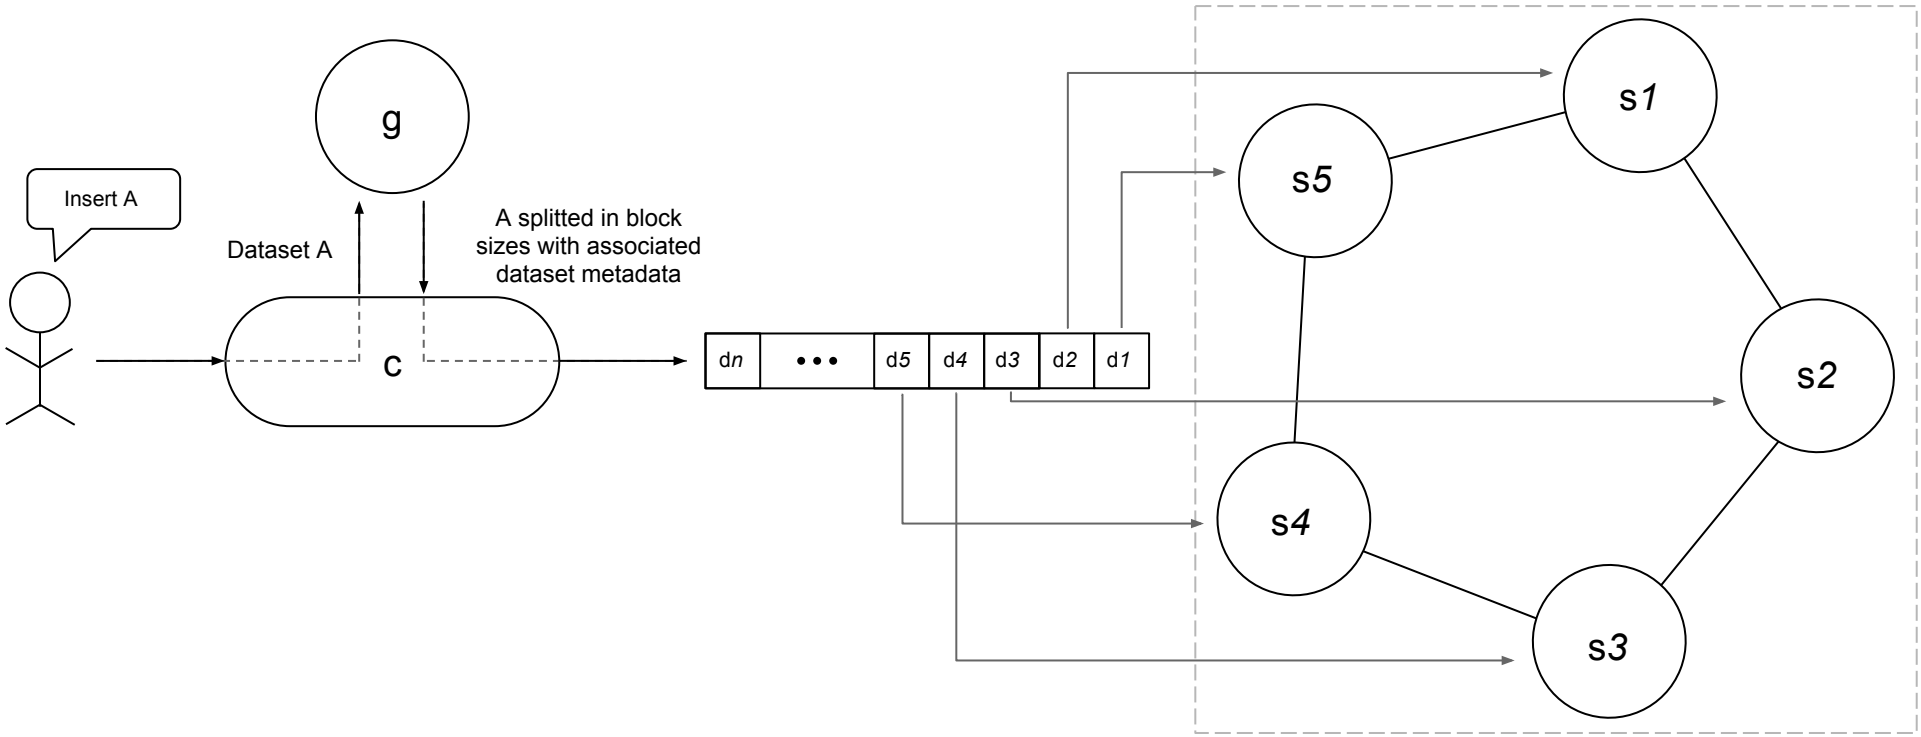 Insert A
g
Dataset A
A splitted in block
sizes with associated
dataset metadata
c
dn ••• d5 d4 d3 d2 d1
s1
s5
s2
s4
s3